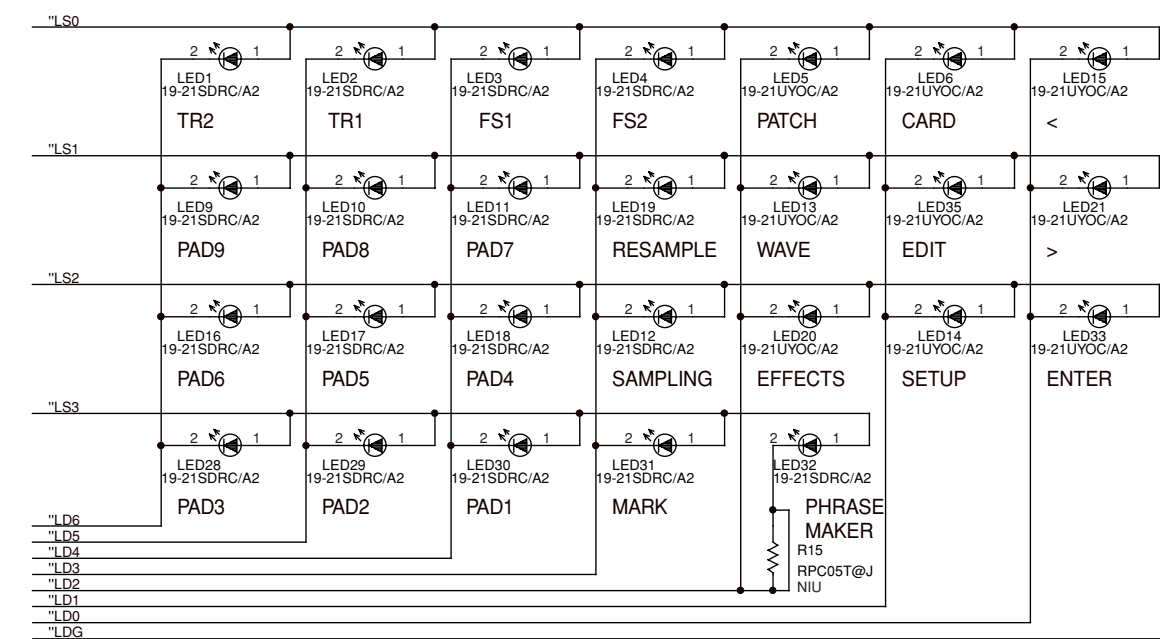 "LS0
2 1 2 1 2 1 2 1 2 1 2 1 2 1
LED1 LED2 LED3 LED4 LED5 LED6 LED15
19-21SDRC/A2 19-21SDRC/A2 19-21SDRC/A2 19-21SDRC/A2 19-21UYOC/A2 19-21UYOC/A2 19-21UYOC/A2
TR2 TR1 FS1 FS2 PATCH CARD <
"LS1
2 1 2 1 2 1 2 1 2 1 2 1 2 1
LED9 LED10 LED11 LED19 LED13 LED35 LED21
19-21SDRC/A2 19-21SDRC/A2 19-21SDRC/A2 19-21SDRC/A2 19-21UYOC/A2 19-21UYOC/A2 19-21UYOC/A2
PAD9 PAD8 PAD7 RESAMPLE WAVE EDIT >
"LS2
2 1 2 1 2 1 2 1 2 1 2 1 2 1
LED16 LED17 LED18 LED12 LED20 LED14 LED33
19-21SDRC/A2 19-21SDRC/A2 19-21SDRC/A2 19-21SDRC/A2 19-21UYOC/A2 19-21UYOC/A2 19-21UYOC/A2
PAD6 PAD5 PAD4 SAMPLING EFFECTS SETUP ENTER
"LS3
2 1 2 1 2 1 2 1 2 1
LED28 LED29 LED30 LED31 LED32
19-21SDRC/A2 19-21SDRC/A2 19-21SDRC/A2 19-21SDRC/A2 19-21SDRC/A2
PAD3 PAD2 PAD1 MARK PHRASE
MAKER
"LD6
"LD5
"LD4
"LD3
"LD2
"LD1
"LD0
"LDG
R15
RPC05T@J
NIU